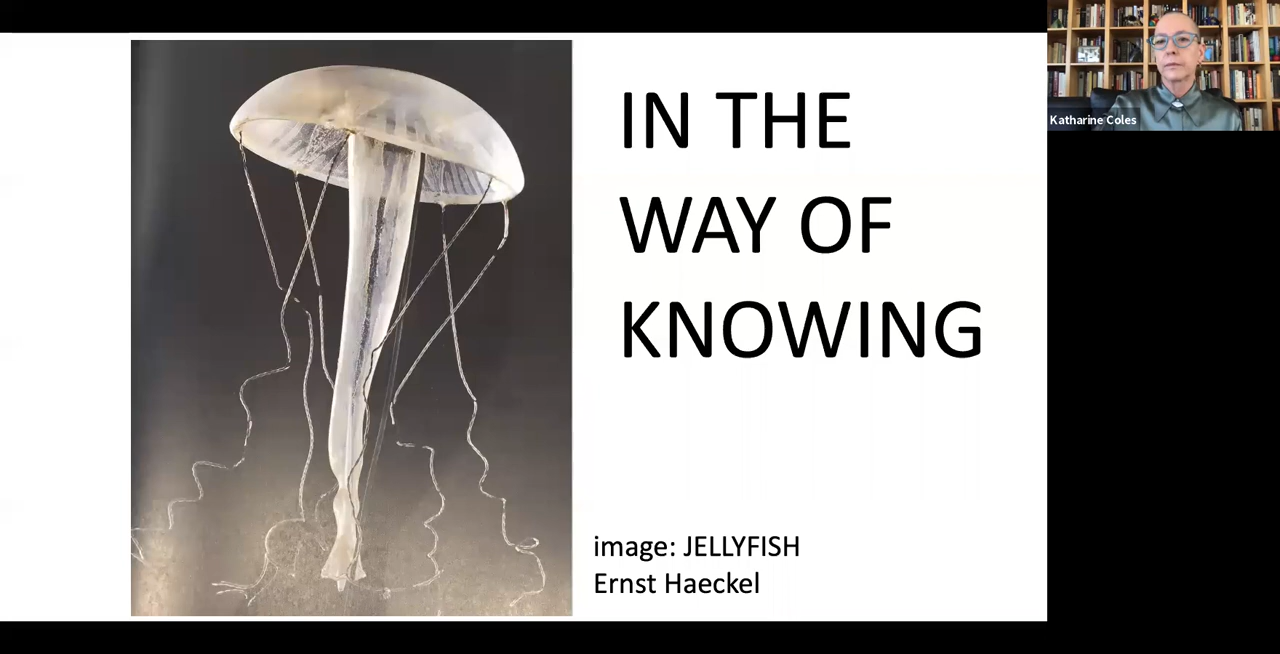 IN THE
WAY OF
KNOWING
image: JELLYFISH
Ernst Haeckel
Katharine Coles